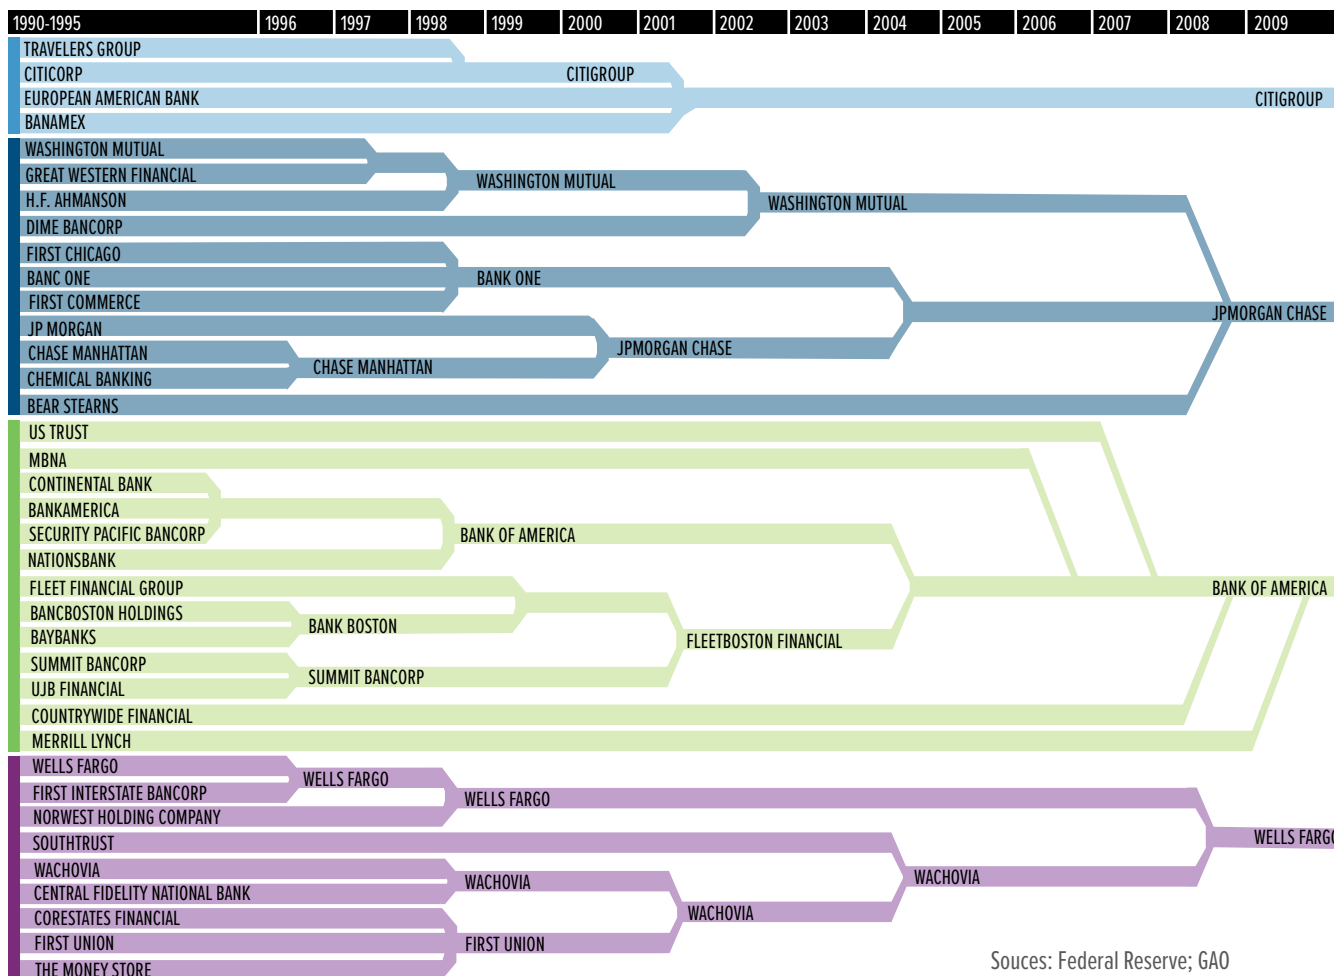 1990-1995 1996 1997 1998 1999 2000 2001 2002 2003 2004 2005 2006 2007 2008 2009
TRAVELERS GROUP
CITICORP CITIGROUP
EUROPEAN AMERICAN BANK CITIGROUP
BANAMEX
WASHINGTON MUTUAL
GREAT WESTERN FINANCIAL
WASHINGTON MUTUAL
H.F. AHMANSON
WASHINGTON MUTUAL
DIME BANCORP
FIRST CHICAGO
BANC ONE BANK ONE
FIRST COMMERCE
JPMORGAN CHASE
JP MORGAN
JPMORGAN CHASE
CHASE MANHATTAN
CHASE MANHATTAN
CHEMICAL BANKING
BEAR STEARNS
US TRUST
MBNA
CONTINENTAL BANK
BANKAMERICA
SECURITY PACIFIC BANCORP BANK OF AMERICA
NATIONSBANK
FLEET FINANCIAL GROUP BANK OF AMERICA
BANCBOSTON HOLDINGS
BANK BOSTON
BAYBANKS
FLEETBOSTON FINANCIAL
SUMMIT BANCORP
SUMMIT BANCORP
UJB FINANCIAL
COUNTRYWIDE FINANCIAL
MERRILL LYNCH
WELLS FARGO
WELLS FARGO
FIRST INTERSTATE BANCORP
WELLS FARGO
NORWEST HOLDING COMPANY
WELLS FARGO
SOUTHTRUST
WACHOVIA
WACHOVIA
WACHOVIA
CENTRAL FIDELITY NATIONAL BANK
WACHOVIA
CORESTATES FINANCIAL
FIRST UNION FIRST UNION
Souces: Federal Reserve; GAO
THE MONEY STORE